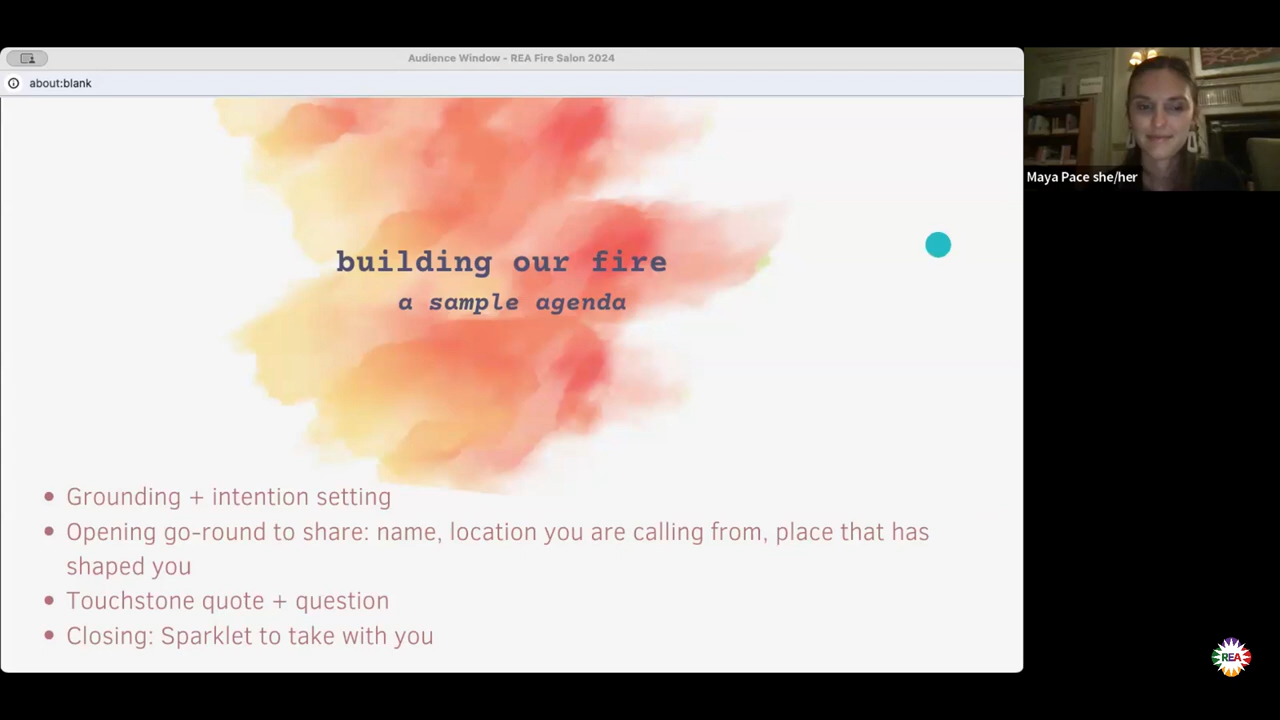 Audience Window - REA Fire Salon 2024
about:blank
Maya Pace she/her
building our fire
a sample agenda
• Grounding + intention setting
• Opening go-round to share: name, location you are calling from, place that has
shaped you
• Touchstone quote + question
• Closing: Sparklet to take with you
REA